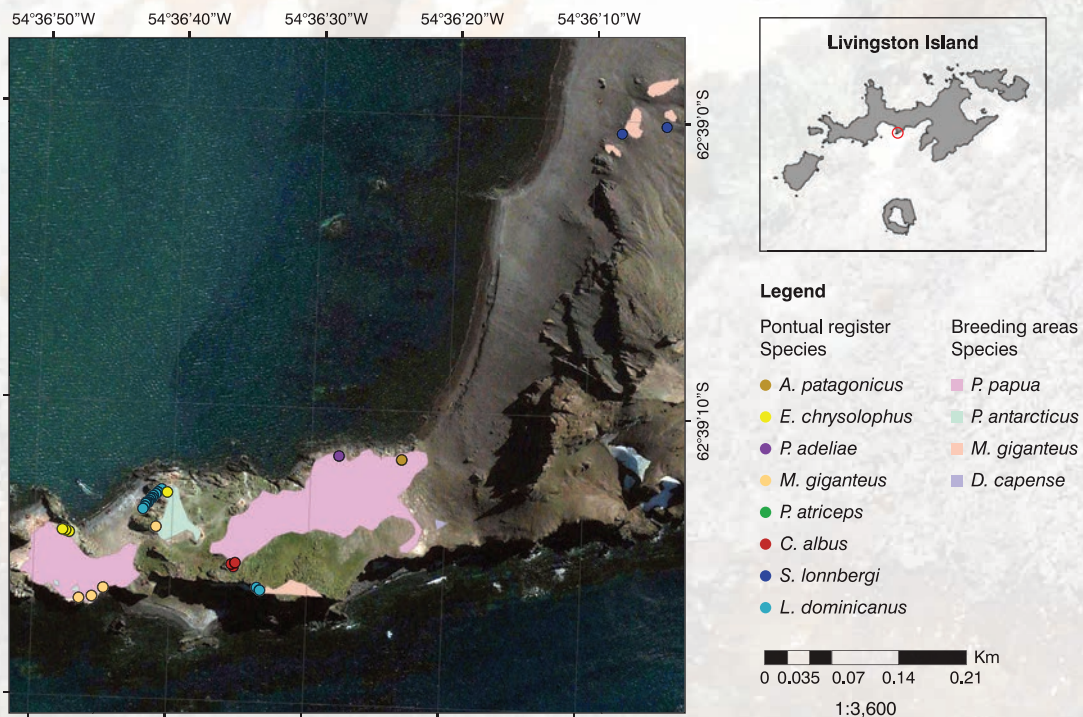 54°36'50"W 54°36'40"W 54°36'30"W 54°36'20"W 54°36'10"W
62°39'0"S
62°39'10"S
Livingston Island
Legend
Pontual register
Species
A. patagonicus
E. chrysolophus
P. adeliae
M. giganteus
P. atriceps
C. albus
S. lonnbergi
L. dominicanus
Breeding areas
Species
P. papua
P. antarcticus
M. giganteus
D. capense
Km
0 0.035 0.07 0.14 0.21
1:3,600